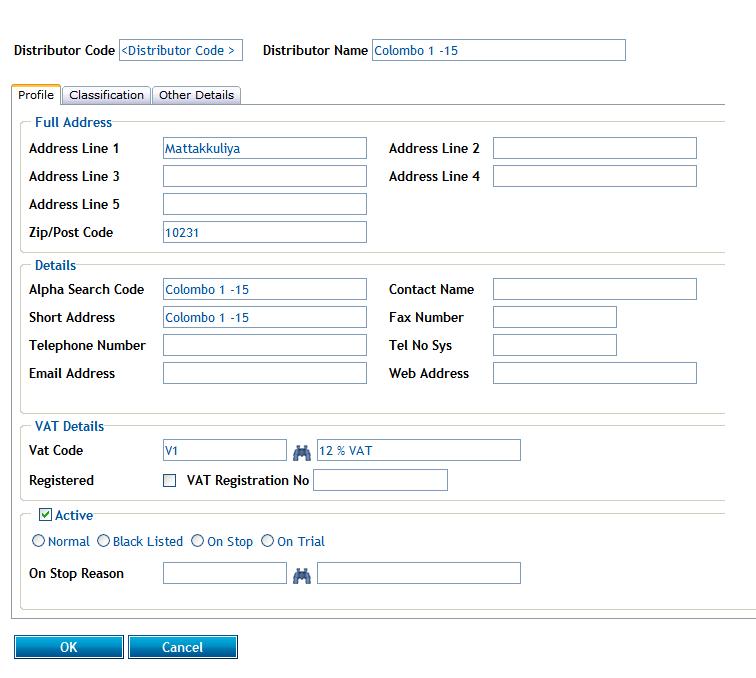 Distributor Code <Distributor Code > Distributor Name Colombo 1 -15
Profile Classification Other Details
Full Address
Address Line 1 Mattakkuliya Address Line 2
Address Line 3 Address Line 4
Address Line 5
Zip/Post Code 10231
Details
Alpha Search Code Colombo 1 -15 Contact Name
Short Address Colombo 1 -15 Fax Number
Telephone Number Tel No Sys
Email Address Web Address
VAT Details
Vat Code V1 12 % VAT
Registered VAT Registration No
Active
Normal Black Listed On Stop On Trial
On Stop Reason
OK Cancel